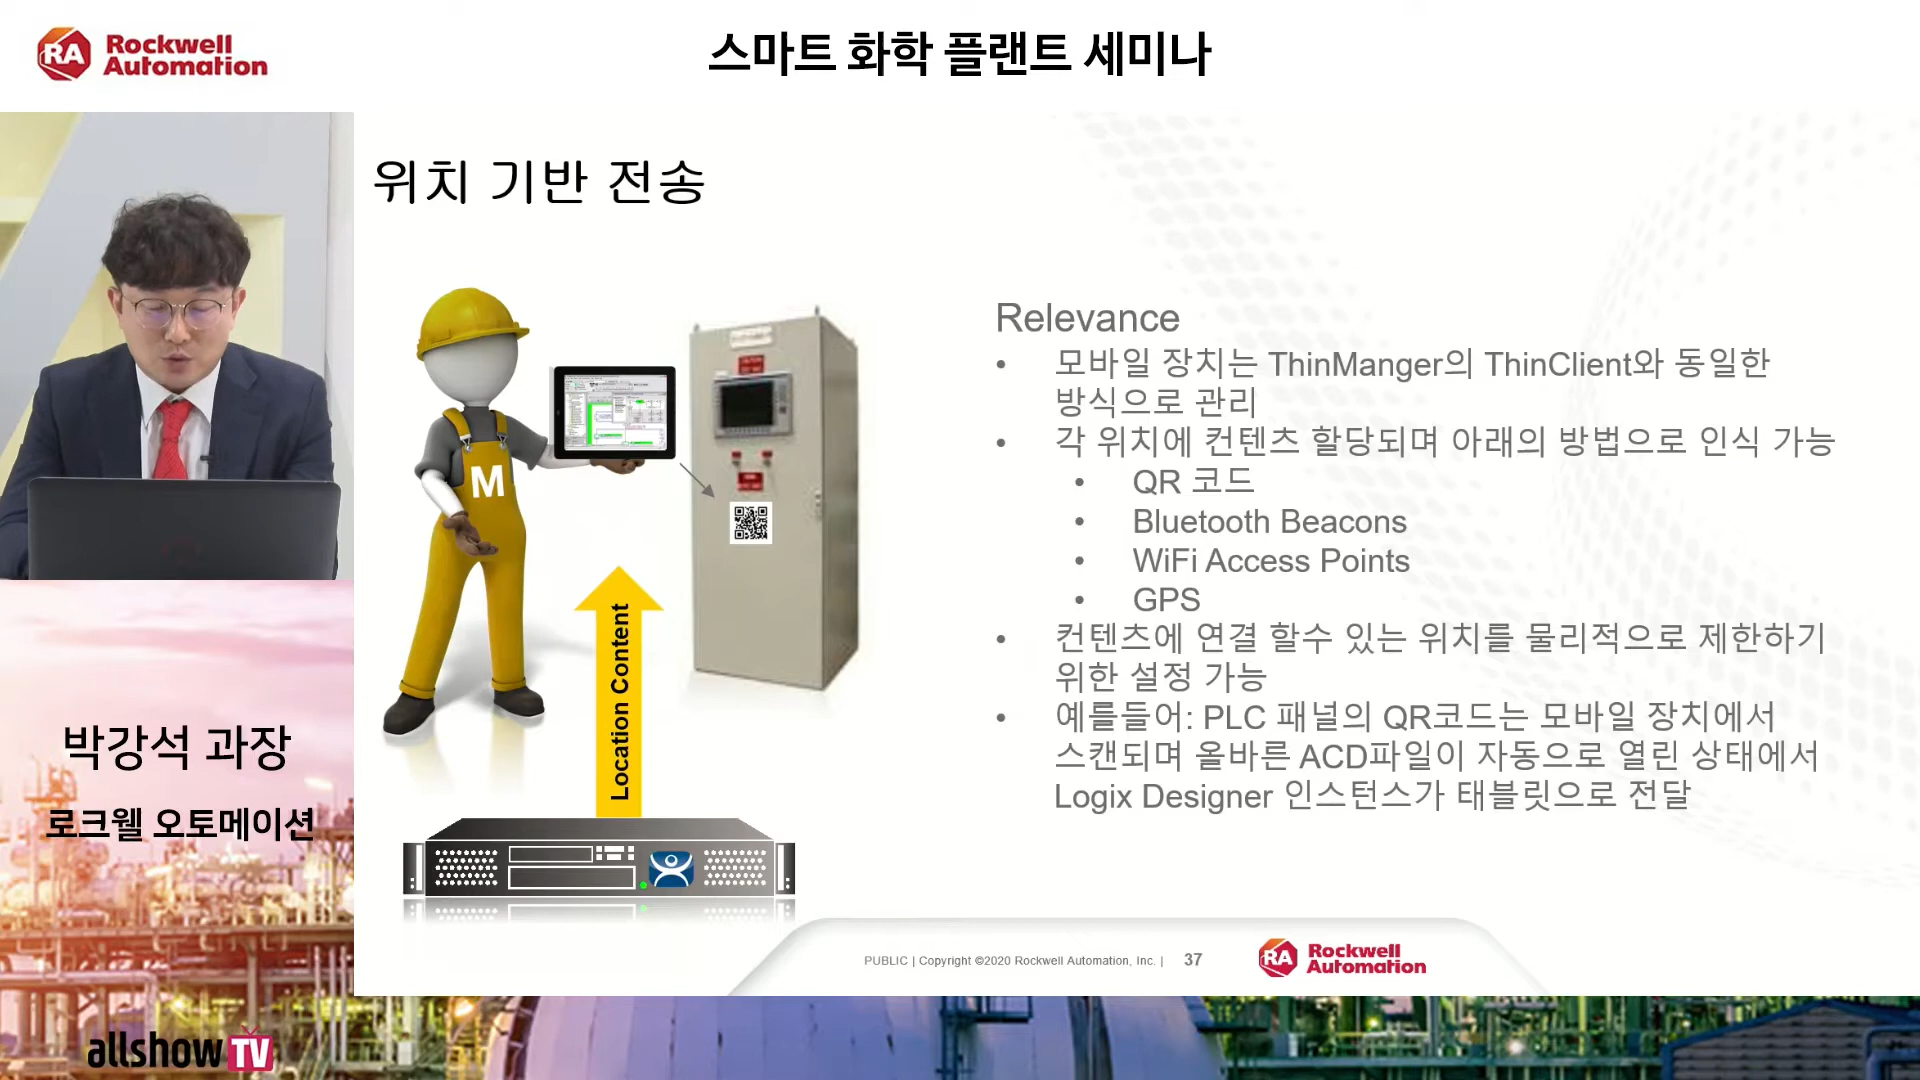 Rockwell
Automation
스마트 화학 플랜트 세미나
위치 기반 전송
M
Location Content
Relevance
• 모바일 장치는 ThinManger의 ThinClient와 동일한
방식으로 관리
• 각 위치에 컨텐츠 할당되며 아래의 방법으로 인식 가능
• QR 코드
• Bluetooth Beacons
• WiFi Access Points
• GPS
• 컨텐츠에 연결 할수 있는 위치를 물리적으로 제한하기
위한 설정 가능
• 예를들어: PLC 패널의 QR코드는 모바일 장치에서
스캔되며 올바른 ACD파일이 자동으로 열린 상태에서
Logix Designer 인스턴스가 태블릿으로 전달
박강석 과장
로크웰 오토메이션
PUBLIC | Copyright ©2020 Rockwell Automation, Inc. | 37
RA Rockwell
Automation
allshow TV